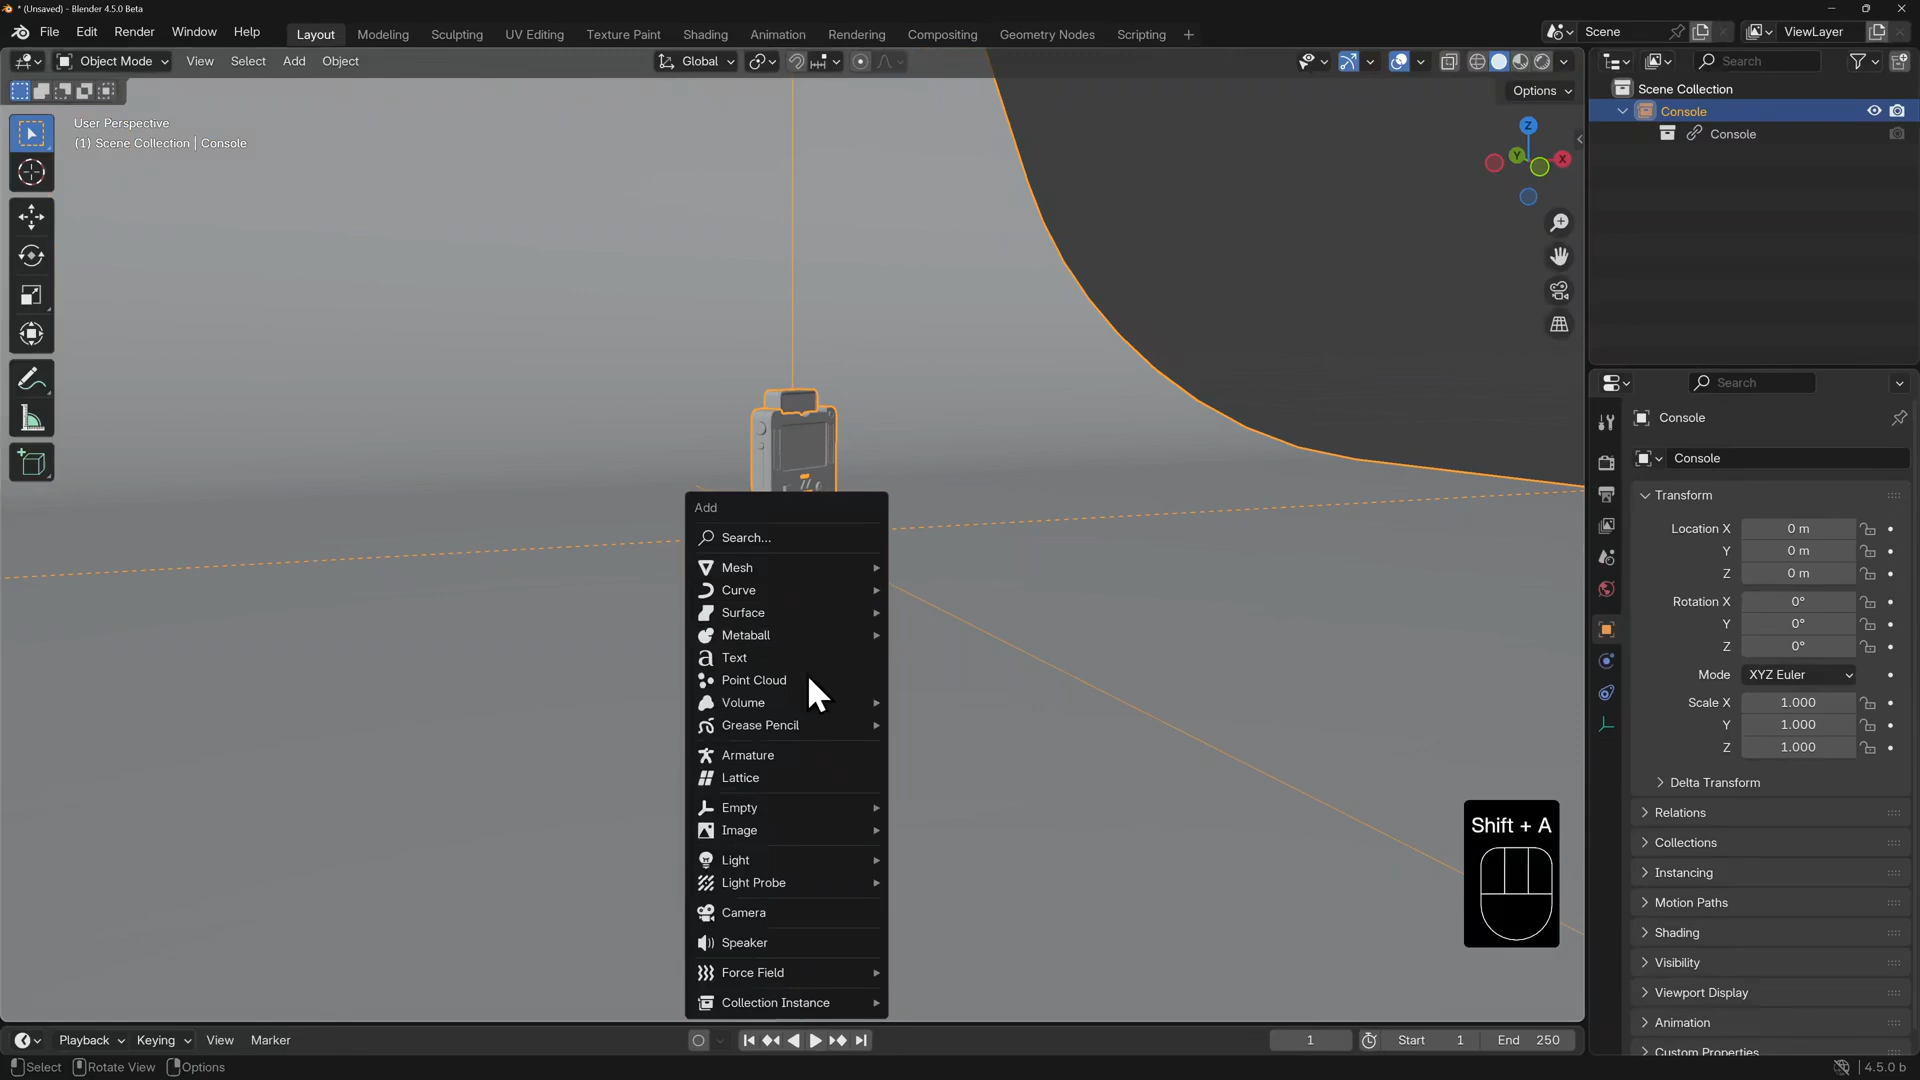 * (Unsaved) - Blender 4.5.0 Beta
File Edit Render Window Help
Layout Modeling Sculpting UV Editing Texture Paint Shading Animation Rendering Compositing Geometry Nodes Scripting +
Scene
ViewLayer
Object Mode View Select Add Object
Global
Search
Options
User Perspective
(1) Scene Collection | Console
Z
Y
X
Scene Collection
Console
Console
Search
Console
Console
Transform
Location X 0 m
Y 0 m
Z 0 m
Rotation X 0°
Y 0°
Z 0°
Mode XYZ Euler
Scale X 1.000
Y 1.000
Z 1.000
Delta Transform
Relations
Collections
Instancing
Motion Paths
Shading
Visibility
Viewport Display
Animation
Custom Properties
Add
Search...
Mesh
Curve
Surface
Metaball
Text
Point Cloud
Volume
Grease Pencil
Armature
Lattice
Empty
Image
Light
Light Probe
Camera
Speaker
Force Field
Collection Instance
Shift + A
Playback Keying View Marker
1
Start 1
End 250
Select Rotate View Options
4.5.0 b